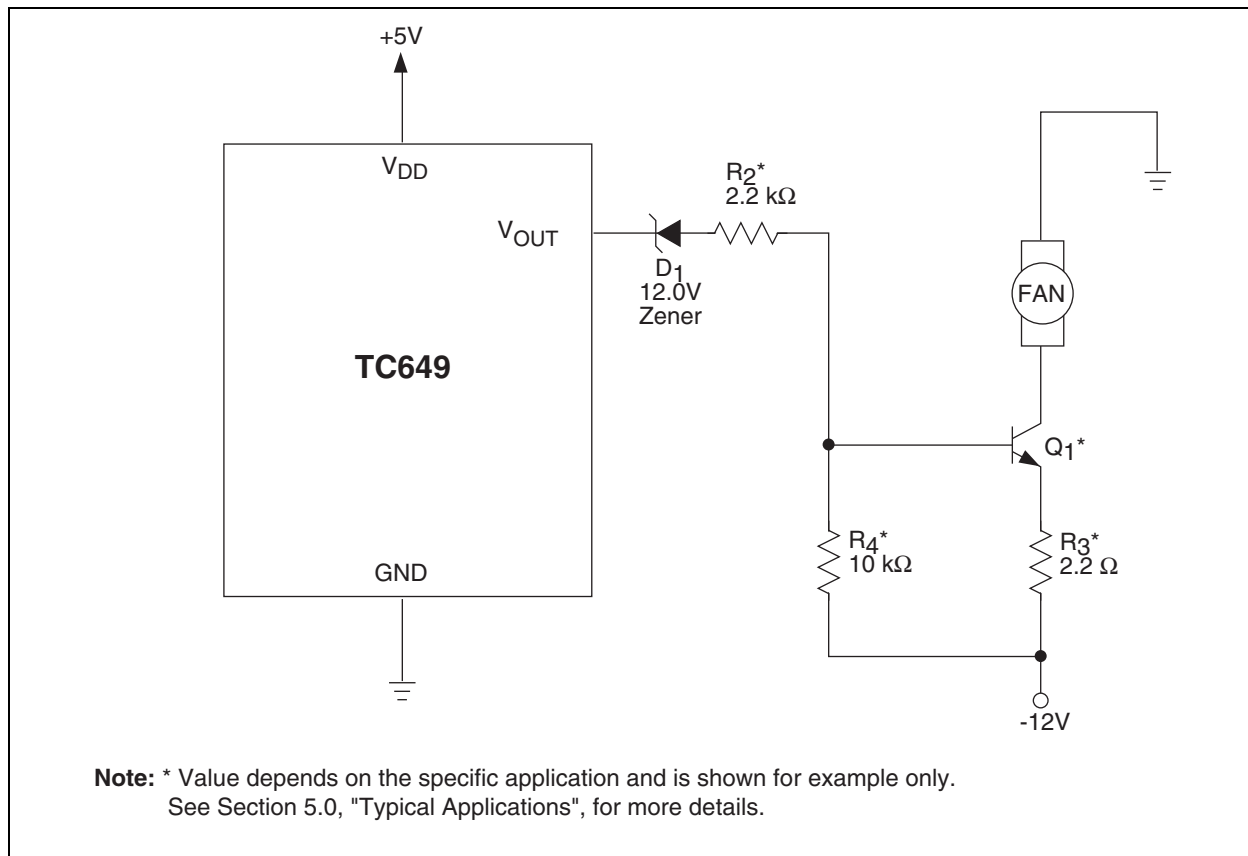 +5V
VDD
VOUT
D1
12.0V
Zener
R2*
2.2 kΩ
FAN
TC649
Q1*
R4*
10 kΩ
R3*
2.2 Ω
GND
-12V
Note: * Value depends on the specific application and is shown for example only.
See Section 5.0, "Typical Applications", for more details.